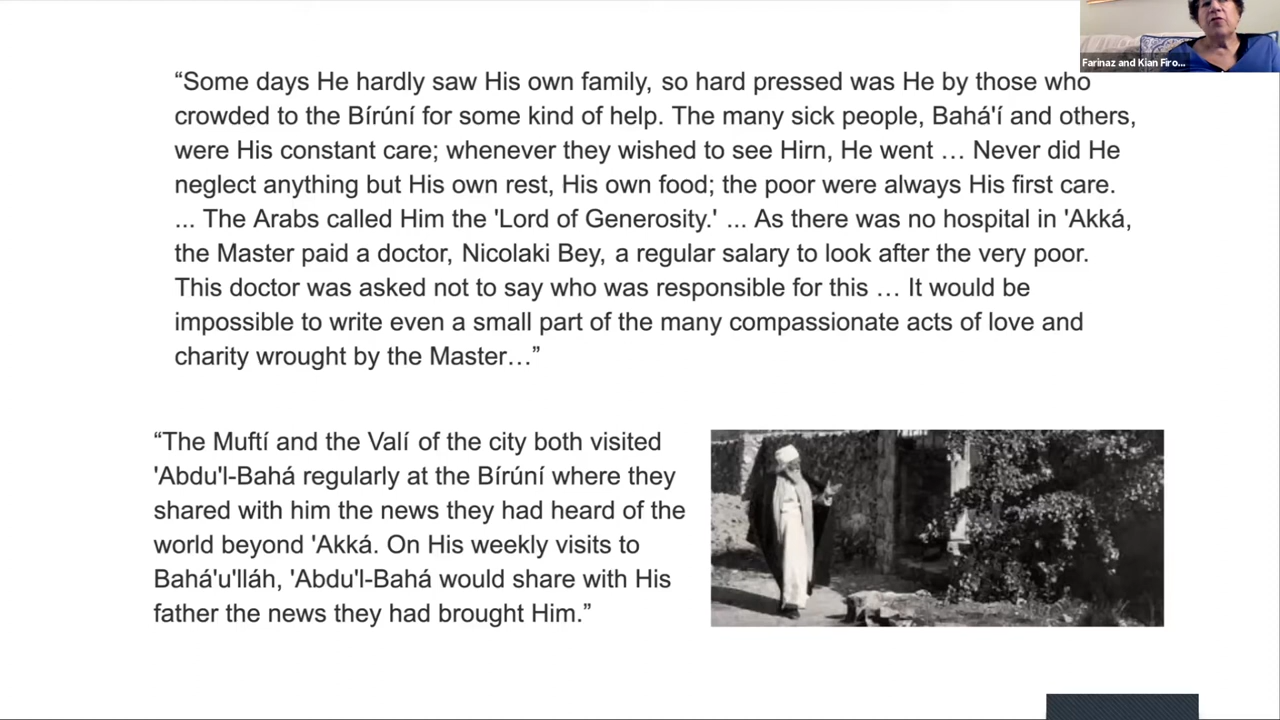 Farinaz and Kian Firo...
“Some days He hardly saw His own family, so hard pressed was He by those who
crowded to the Bírúní for some kind of help. The many sick people, Bahá'í and others,
were His constant care; whenever they wished to see Hirn, He went … Never did He
neglect anything but His own rest, His own food; the poor were always His first care.
... The Arabs called Him the 'Lord of Generosity.' ... As there was no hospital in 'Akká,
the Master paid a doctor, Nicolaki Bey, a regular salary to look after the very poor.
This doctor was asked not to say who was responsible for this … It would be
impossible to write even a small part of the many compassionate acts of love and
charity wrought by the Master…”
“The Muftí and the Valí of the city both visited
'Abdu'l-Bahá regularly at the Bírúní where they
shared with him the news they had heard of the
world beyond 'Akká. On His weekly visits to
Bahá'u'lláh, 'Abdu'l-Bahá would share with His
father the news they had brought Him.”